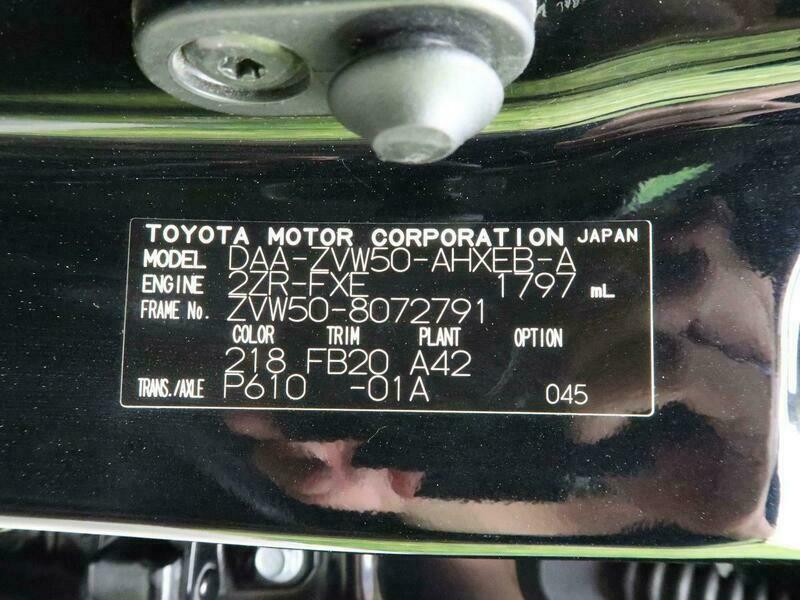 TOYOTA MOTOR CORPORATION JAPAN
MODEL DAA-ZVW50-AHXEB-A
ENGINE 2ZR-FXE 1797 mL
FRAME No. ZVW50-8072791
COLOR TRIM PLANT OPTION
218 FB20 A42
TRANS./AXLE P610 -01A 045